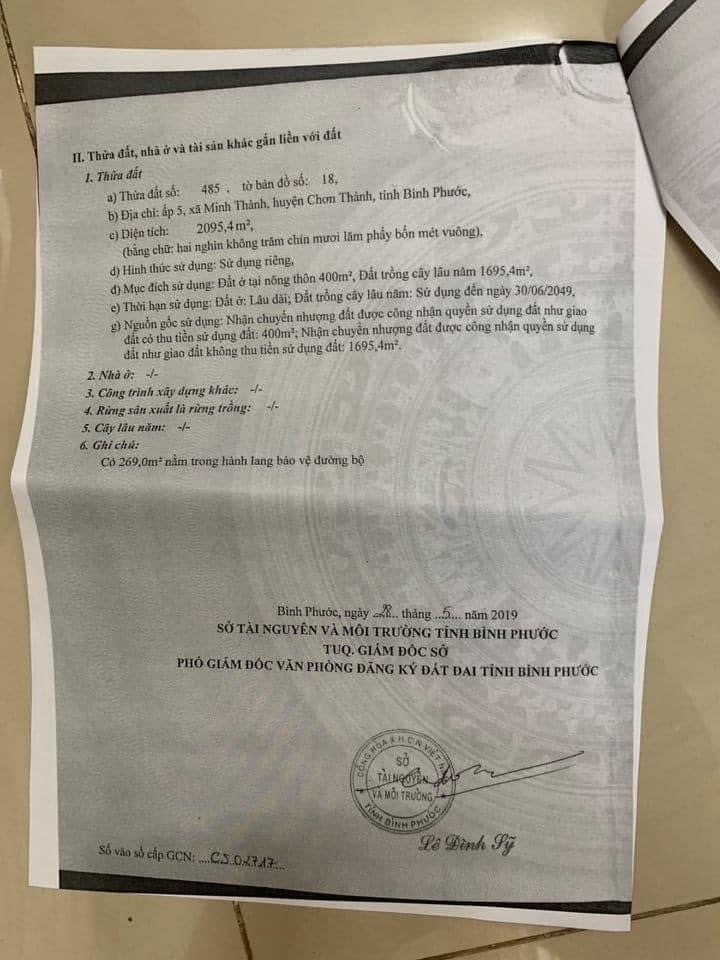 II. Thửa đất, nhà ở và tài sản khác gắn liền với đất
1. Thửa đất
a) Thửa đất số: 485 , tờ bản đồ số: 18,
b) Địa chỉ: ấp 5, xã Minh Thành, huyện Chơn Thành, tỉnh Bình Phước,
c) Diện tích: 2095,4 m²,
(bằng chữ: hai nghìn không trăm chín mươi lăm phẩy bốn mét vuông),
d) Hình thức sử dụng: Sử dụng riêng,
đ) Mục đích sử dụng: Đất ở tại nông thôn 400m², Đất trồng cây lâu năm 1695,4m²,
e) Thời hạn sử dụng: Đất ở: Lâu dài; Đất trồng cây lâu năm: Sử dụng đến ngày 30/06/2049,
g) Nguồn gốc sử dụng: Nhận chuyển nhượng đất được công nhận quyền sử dụng đất như giao
đất có thu tiền sử dụng đất: 400m²; Nhận chuyển nhượng đất được công nhận quyền sử dụng
đất như giao đất không thu tiền sử dụng đất: 1695,4m².
2. Nhà ở: -/-
3. Công trình xây dựng khác: -/-
4. Rừng sản xuất là rừng trồng: -/-
5. Cây lâu năm: -/-
6. Ghi chú:
Có 269,0m² nằm trong hành lang bảo vệ đường bộ
Bình Phước, ngày 28 tháng ...5... năm 2019
SỞ TÀI NGUYÊN VÀ MÔI TRƯỜNG TỈNH BÌNH PHƯỚC
TUQ. GIÁM ĐỐC SỞ
PHÓ GIÁM ĐỐC VĂN PHÒNG ĐĂNG KÝ ĐẤT ĐAI TỈNH BÌNH PHƯỚC
CỘNG HÒA X.H.C.N VIỆT NAM
SỞ
TÀI NGUYÊN
VÀ MÔI TRƯỜNG
TỈNH BÌNH PHƯỚC
Lê Đình Sỹ
Số vào sổ cấp GCN: ....CS.02717...